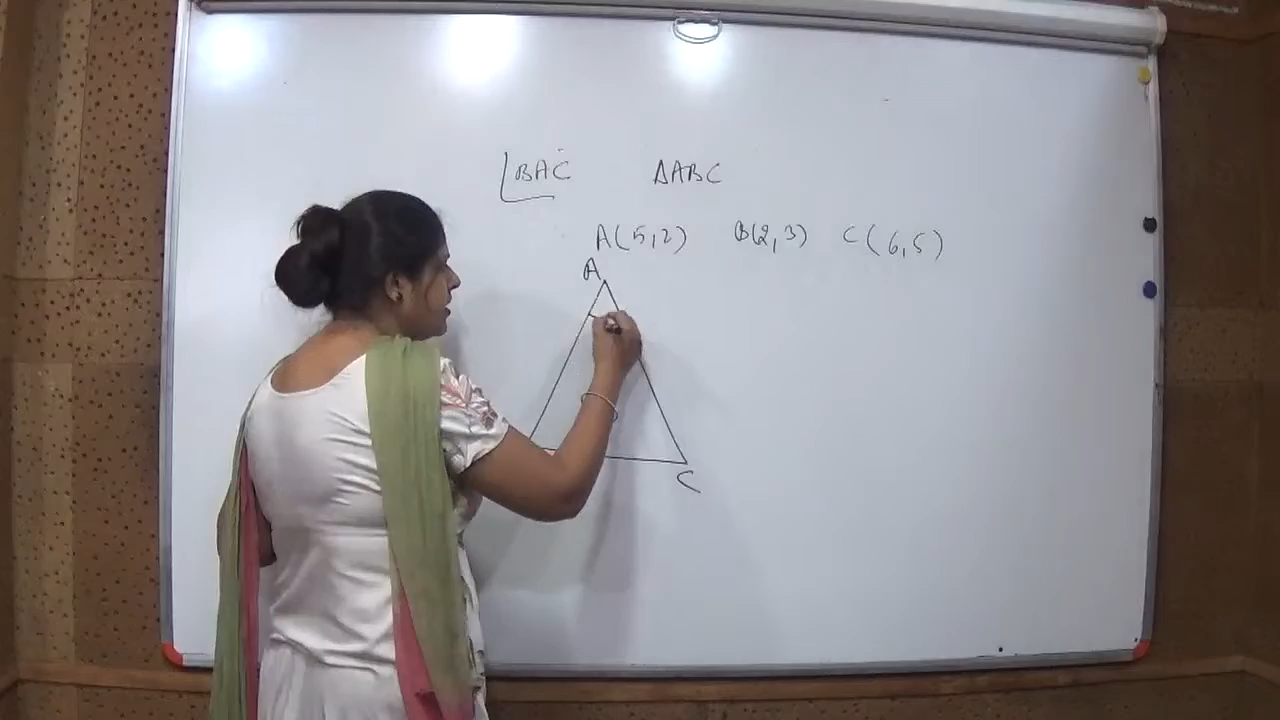 ∠BAC ΔABC
A(5,2) B(2,3) C(6,5)
A
C